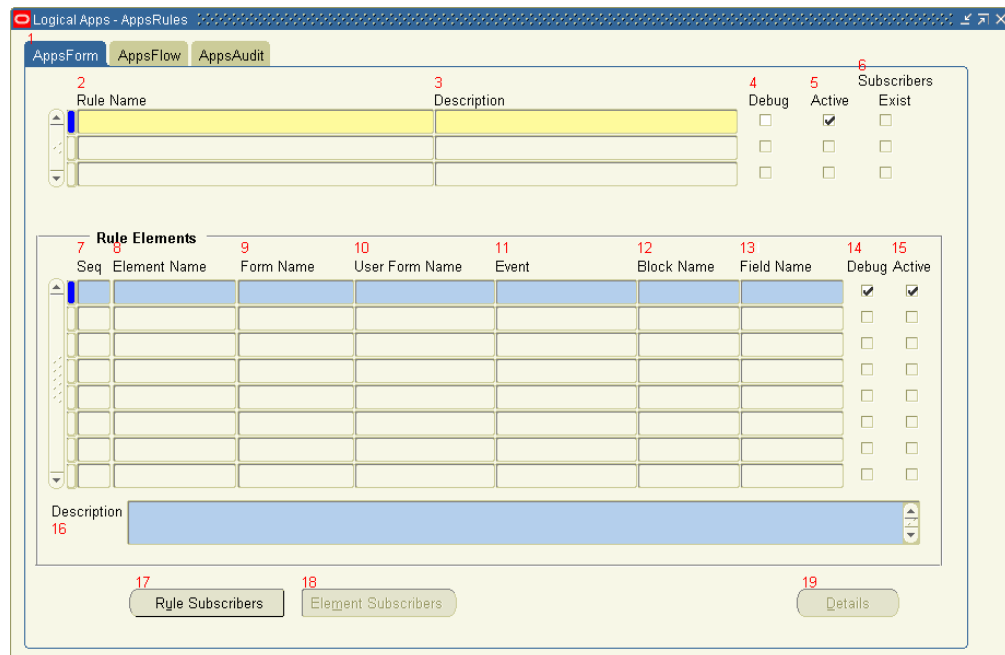 Logical Apps - AppsRules
1
AppsForm AppsFlow AppsAudit
2 3 4 5 6
Subscribers
Rule Name Description Debug Active Exist
Rule Elements
7 8 9 10 11 12 13 14 15
Seq Element Name Form Name User Form Name Event Block Name Field Name Debug Active
Description
16
17 18 19
Rule Subscribers Element Subscribers Details